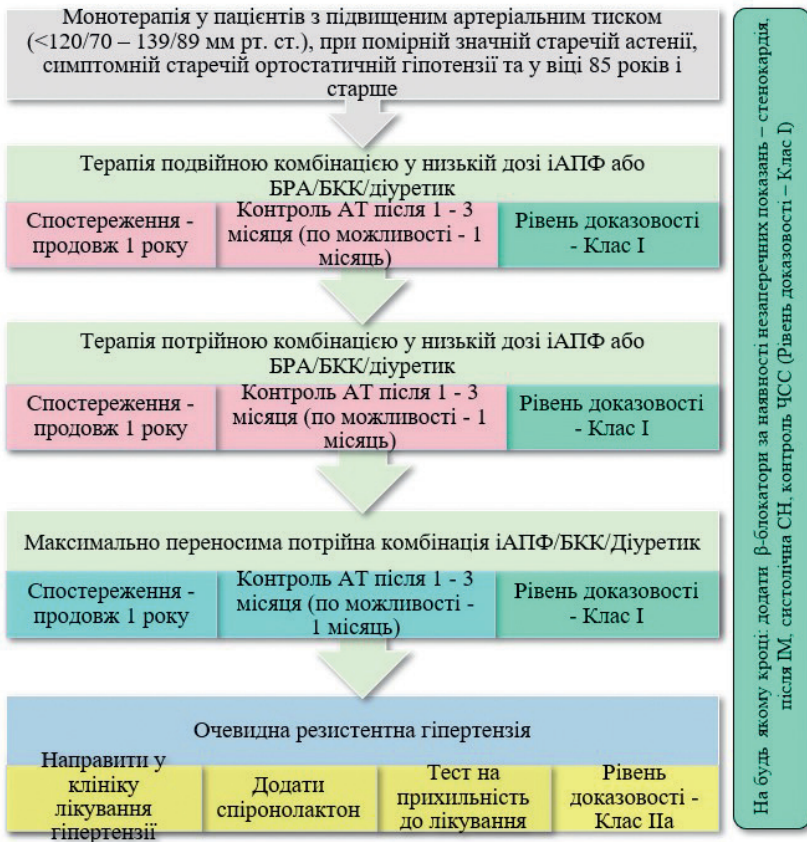 Монотерапія у пацієнтів з підвищеним артеріальним тиском
(<120/70 – 139/89 мм рт. ст.), при помірній значній старечій астенії,
симптомній старечій ортостатичній гіпотензії та у віці 85 років і
старше
Терапія подвійною комбінацією у низькій дозі іАПФ або
БРА/БКК/діуретик
Спостереження -
продовж 1 року
Контроль АТ після 1 - 3
місяця (по можливості - 1
місяць)
Рівень доказовості
- Клас I
Терапія потрійною комбінацією у низькій дозі іАПФ або
БРА/БКК/діуретик
Спостереження -
продовж 1 року
Контроль АТ після 1 - 3
місяця (по можливості - 1
місяць)
Рівень доказовості
- Клас I
Максимально переносима потрійна комбінація іАПФ/БКК/Діуретик
Спостереження -
продовж 1 року
Контроль АТ після 1 - 3
місяця (по можливості -
1 місяць)
Рівень доказовості
- Клас I
Очевидна резистентна гіпертензія
Направити у
клініку
лікування
гіпертензії
Додати
спіронолактон
Тест на
прихильність
до лікування
Рівень
доказовості -
Клас IIa
На будь якому кроці: додати β-блокатори за наявності незаперечних показань – стенокардія,
після ІМ, систолічна СН, контроль ЧСС (Рівень доказовості – Клас I)